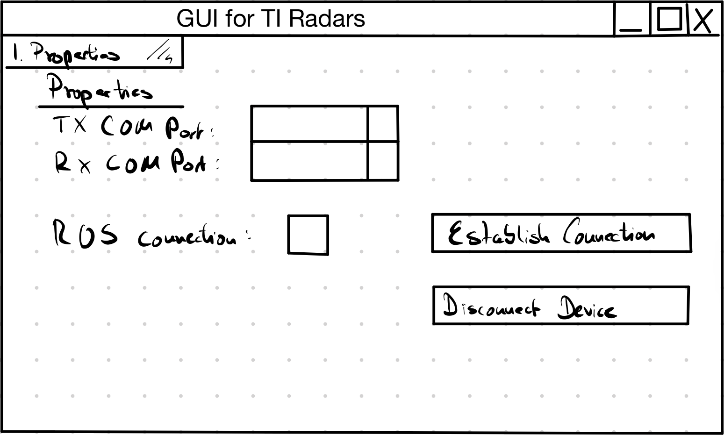 GUI for TI Radars
1. Properties
Properties
TX COM Port:
Rx COM Port:
ROS connection:
Establish Connection
Disconnect Device